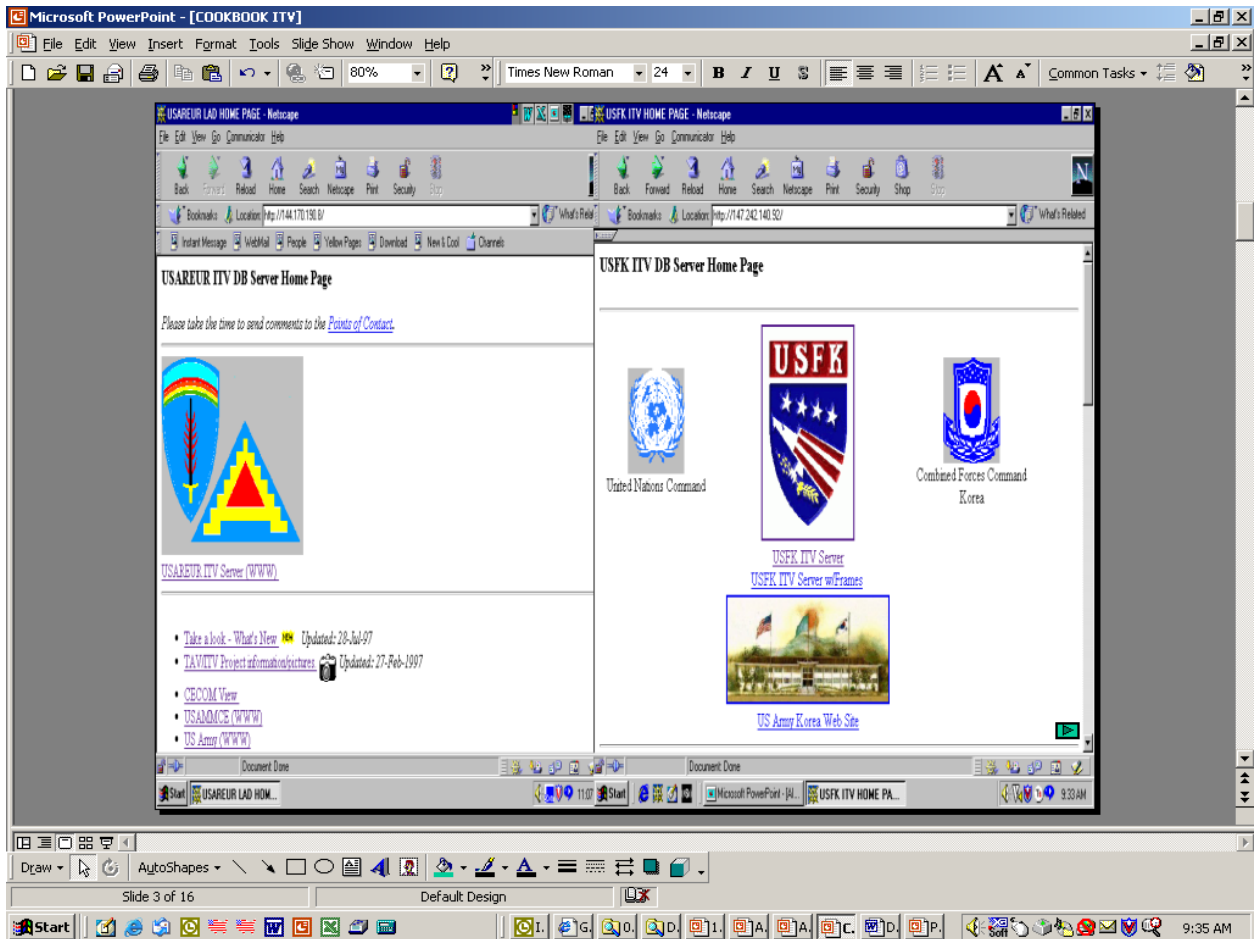 Microsoft PowerPoint - [COOKBOOK ITV]
File Edit View Insert Format Tools Slide Show Window Help
80% Times New Roman 24 B I U S A A Common Tasks
USAREUR LAD HOME PAGE - Netscape
File Edit View Go Communicator Help
Back Forward Reload Home Search Netscape Print Security Stop
Bookmarks Location: http://144.170.190.8/ What's Rela
Instant Message WebMail People Yellow Pages Download New & Cool Channels
USAREUR ITV DB Server Home Page
Please take the time to send comments to the Points of Contact.
USAREUR ITV Server (WWW)
Take a look - What's New NEW Updated: 28-Jul-97
TAV/ITV Project information/pictures. Updated: 27-Feb-1997
CECOM View
USAMMCE (WWW)
US Army (WWW)
Document Done
Start USAREUR LAD HOM... 11:07
USFK ITV HOME PAGE - Netscape
File Edit View Go Communicator Help
Back Forward Reload Home Search Netscape Print Security Shop Stop
N
Bookmarks Location: http://147.242.140.92/ What's Related
USFK ITV DB Server Home Page
USFK
United Nations Command
Combined Forces Command
Korea
USFK ITV Server
USFK ITV Server w/Frames
US Army Korea Web Site
Document Done
Start Microsoft PowerPoint - [Al... USFK ITV HOME PA... 9:33 AM
Draw AutoShapes A
Slide 3 of 16 Default Design
Start I. G. O. D. 1. A. A. C. D. P. 9:35 AM